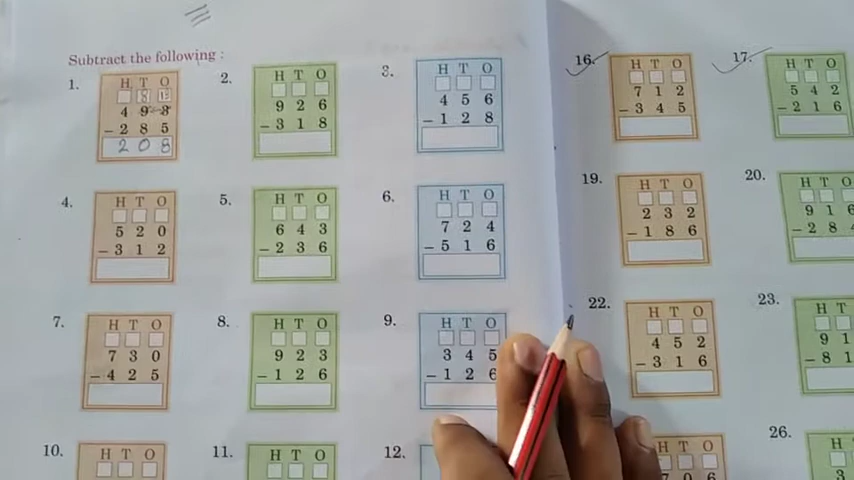 Subtract the following :
1. 2. 3. 16. 17.
H T O H T O H T O H T O H T O
8 13
4 9 3 9 2 6 4 5 6 7 1 2 5 4 2
– 2 8 5 – 3 1 8 – 1 2 8 – 3 4 5 – 2 1 6
2 0 8
4. 5. 6. 19. 20.
H T O H T O H T O H T O H T O
5 2 0 6 4 3 7 2 4 2 3 2 9 1 6
– 3 1 2 – 2 3 6 – 5 1 6 – 1 8 6 – 2 8
7. 8. 9. 22. 23.
H T O H T O H T O H T O H T
7 3 0 9 2 3 3 4 5 4 5 2 9 1
– 4 2 5 – 1 2 6 – 1 2 6 – 3 1 6 – 8 1
10. 11. 12. 26.
H T O H T O H T O H T
0 6 3